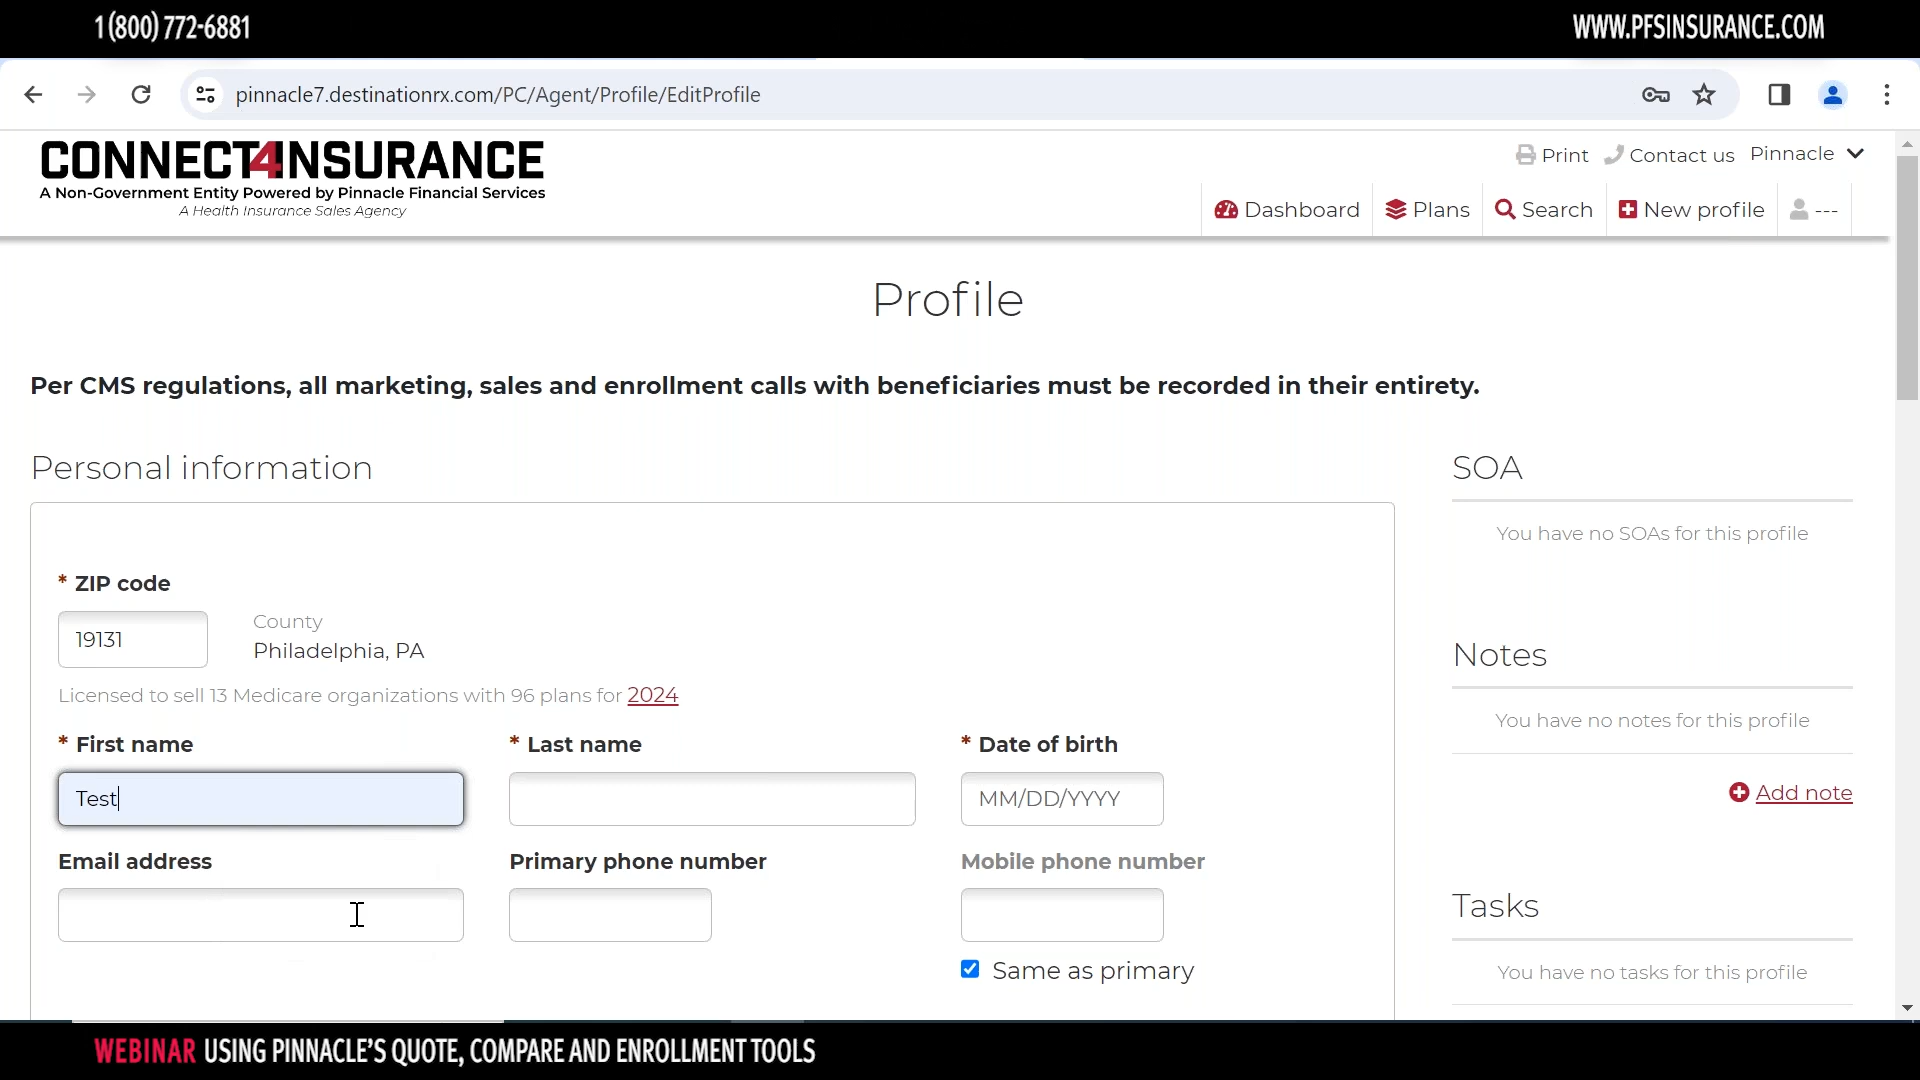 1 (800) 772-6881
WWW.PFSINSURANCE.COM
pinnacle7.destinationrx.com/PC/Agent/Profile/EditProfile
CONNECT4INSURANCE
A Non-Government Entity Powered by Pinnacle Financial Services
A Health Insurance Sales Agency
Print Contact us Pinnacle
Dashboard Plans Search New profile ---
Profile
Per CMS regulations, all marketing, sales and enrollment calls with beneficiaries must be recorded in their entirety.
Personal information
* ZIP code
19131
County
Philadelphia, PA
Licensed to sell 13 Medicare organizations with 96 plans for 2024
* First name
* Last name
* Date of birth
Test
MM/DD/YYYY
Email address
Primary phone number
Mobile phone number
Same as primary
SOA
You have no SOAs for this profile
Notes
You have no notes for this profile
Add note
Tasks
You have no tasks for this profile
WEBINAR USING PINNACLE'S QUOTE, COMPARE AND ENROLLMENT TOOLS